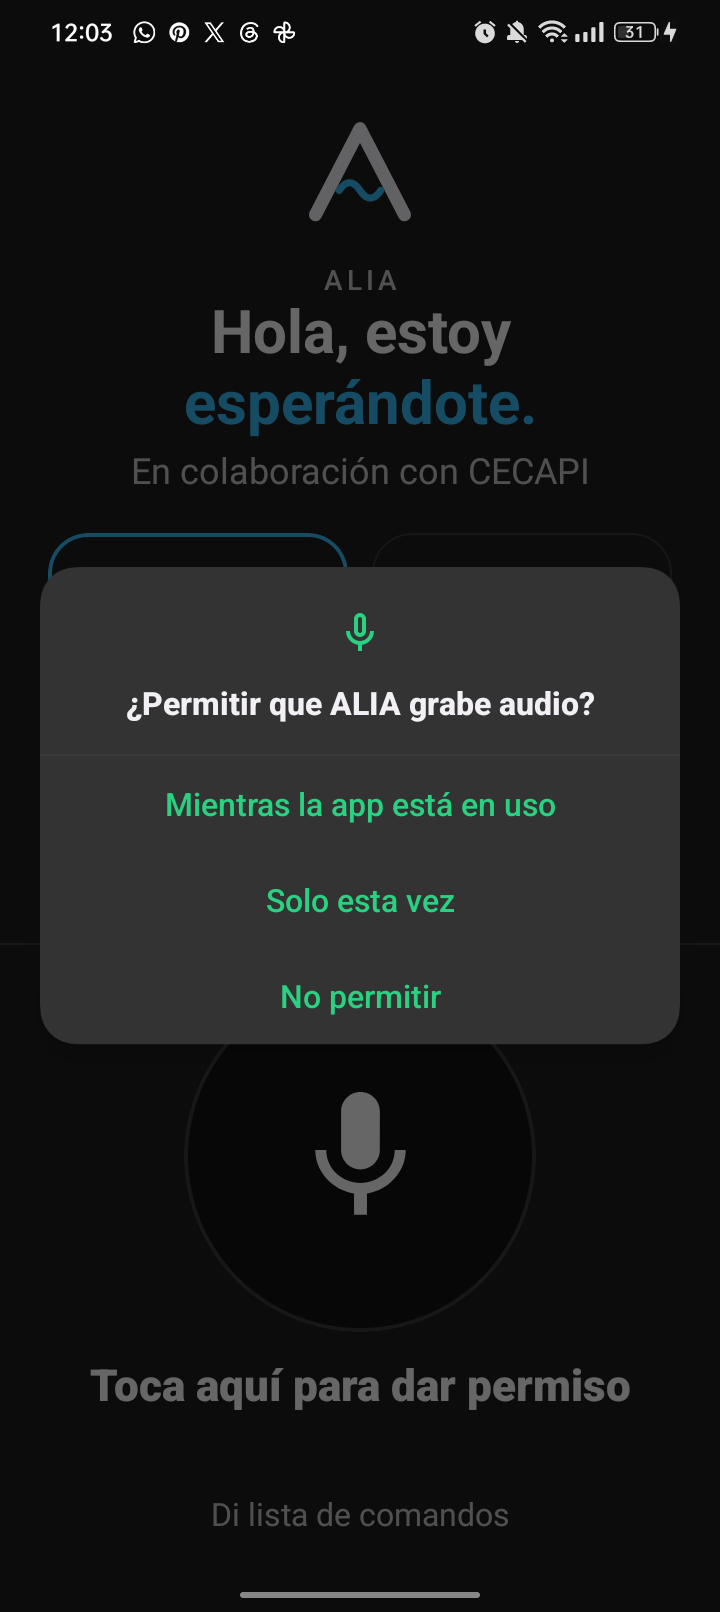 12:03
31
ALIA
Hola, estoy
esperándote.
En colaboración con CECAPI
¿Permitir que ALIA grabe audio?
Mientras la app está en uso
Solo esta vez
No permitir
Toca aquí para dar permiso
Di lista de comandos